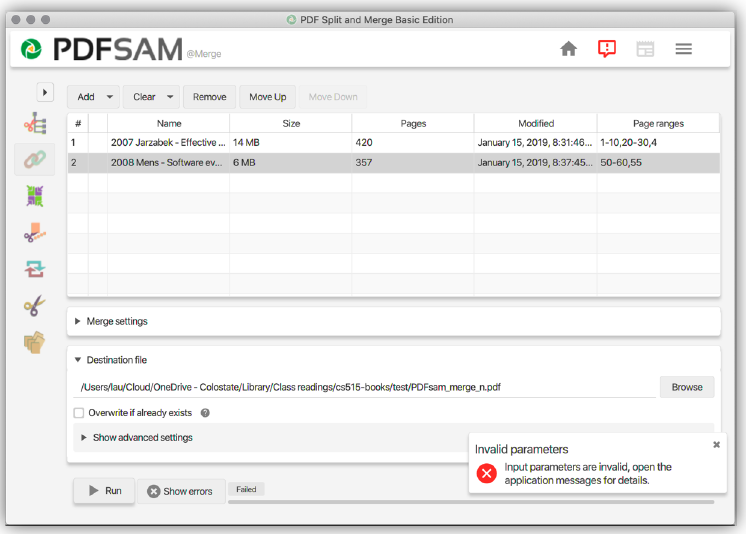 PDF Split and Merge Basic Edition
PDFSAM @Merge
Add Clear Remove Move Up Move Down
# Name Size Pages Modified Page ranges
1 2007 Jarzabek - Effective ... 14 MB 420 January 15, 2019, 8:31:46... 1-10,20-30,4
2 2008 Mens - Software ev... 6 MB 357 January 15, 2019, 8:37:45... 50-60,55
Merge settings
Destination file
/Users/lau/Cloud/OneDrive - Colostate/Library/Class readings/cs515-books/test/PDFsam_merge_n.pdf Browse
Overwrite if already exists ?
Show advanced settings
Invalid parameters
Input parameters are invalid, open the
application messages for details.
Run Show errors Failed